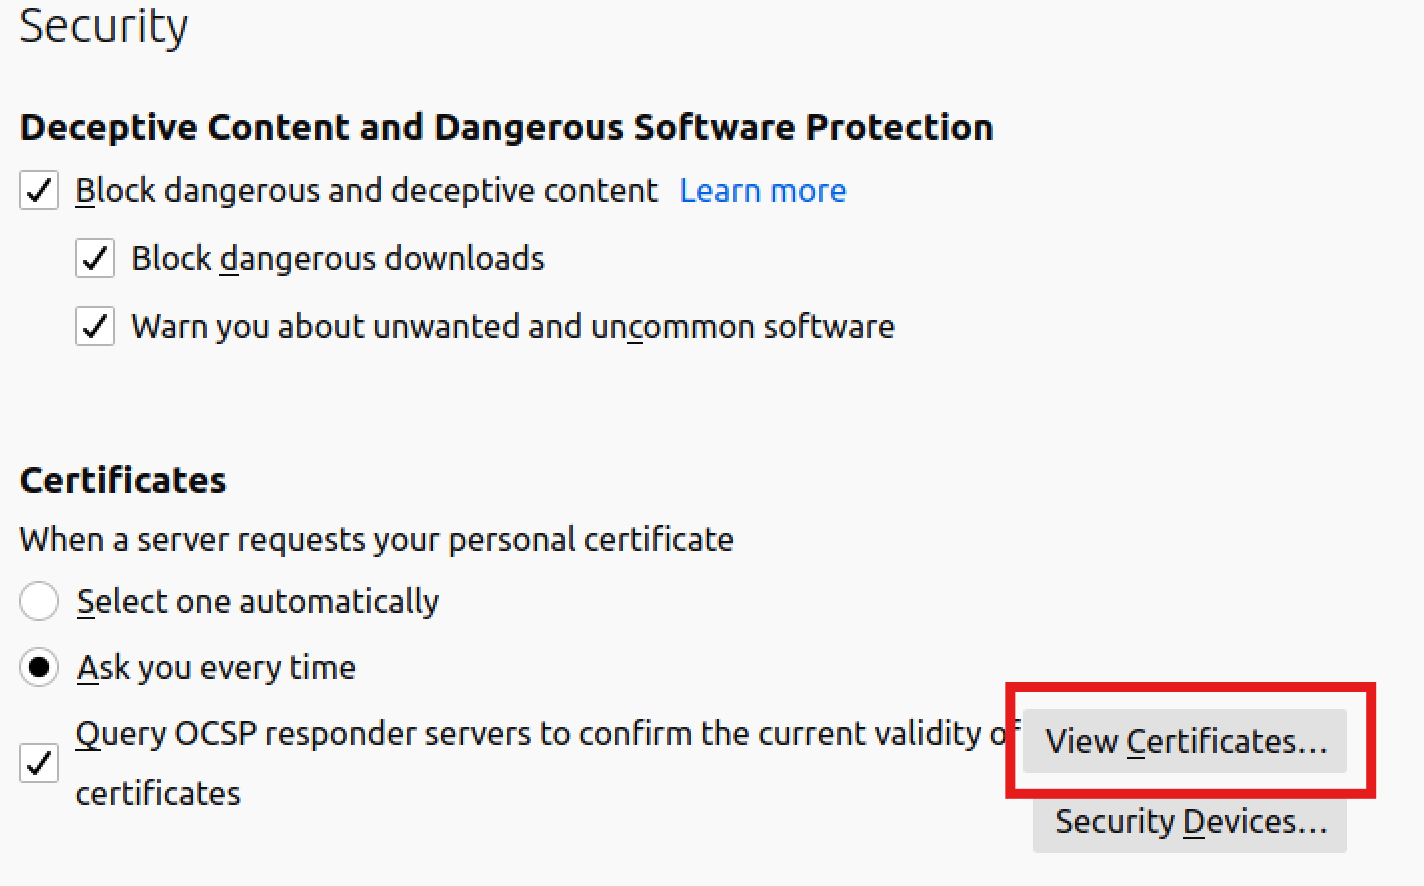 Security
Deceptive Content and Dangerous Software Protection
Block dangerous and deceptive content Learn more
Block dangerous downloads
Warn you about unwanted and uncommon software
Certificates
When a server requests your personal certificate
Select one automatically
Ask you every time
Query OCSP responder servers to confirm the current validity of
certificates
View Certificates...
Security Devices...